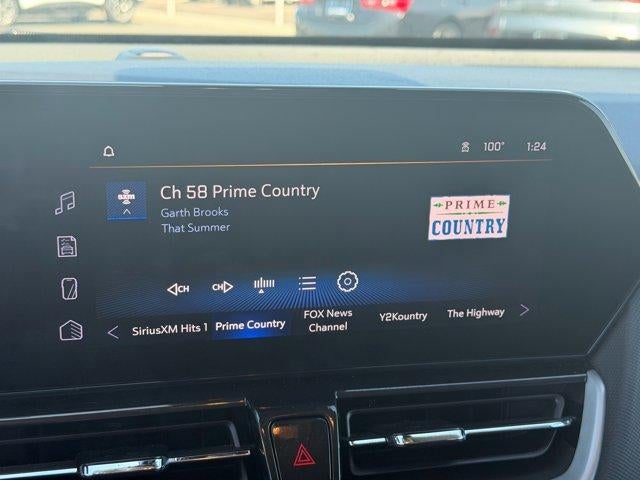 100° 1:24
SXM
Ch 58 Prime Country
Garth Brooks
That Summer
PRIME
COUNTRY
CH CH
SiriusXM Hits 1 Prime Country FOX News Channel Y2Kountry The Highway